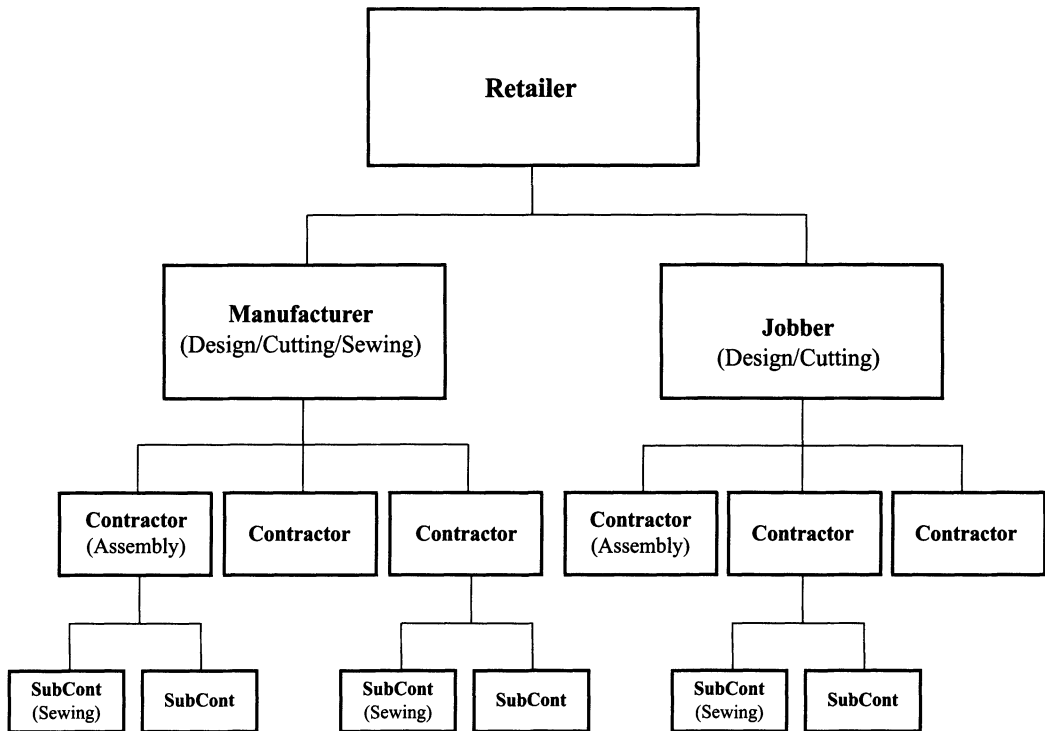 Retailer
Manufacturer
(Design/Cutting/Sewing)
Jobber
(Design/Cutting)
Contractor
(Assembly)
Contractor
Contractor
Contractor
(Assembly)
Contractor
Contractor
SubCont
(Sewing)
SubCont
SubCont
(Sewing)
SubCont
SubCont
(Sewing)
SubCont